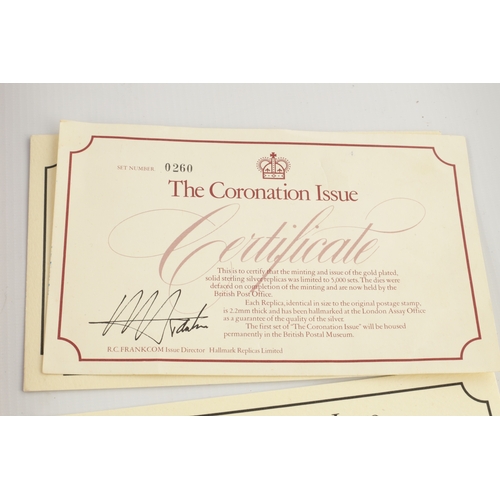 SET NUMBER 0260
The Coronation Issue
Certificate
This is to certify that the minting and issue of the gold plated,
solid sterling silver replicas was limited to 5,000 sets. The dies were
defaced on completion of the minting and are now held by the
British Post Office.
Each Replica, identical in size to the original postage stamp,
is 2.2mm thick and has been hallmarked at the London Assay Office
as a guarantee of the quality of the silver.
The first set of "The Coronation Issue" will be housed
permanently in the British Postal Museum.
R.C. FRANKCOM Issue Director Hallmark Replicas Limited